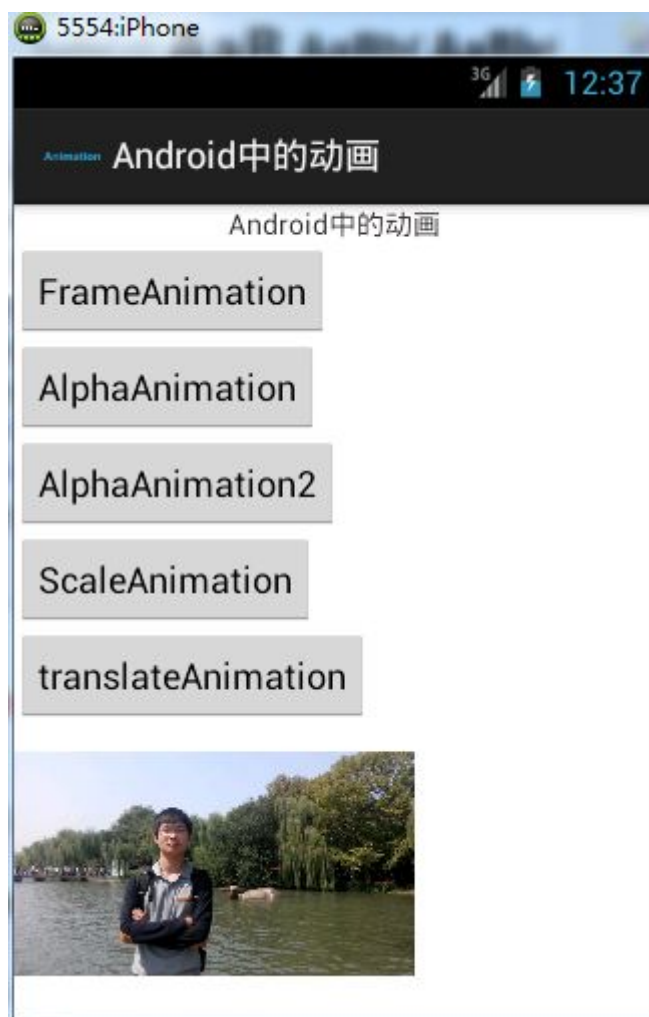 5554:iPhone
3G 12:37
Animation Android中的动画
Android中的动画
FrameAnimation
AlphaAnimation
AlphaAnimation2
ScaleAnimation
translateAnimation